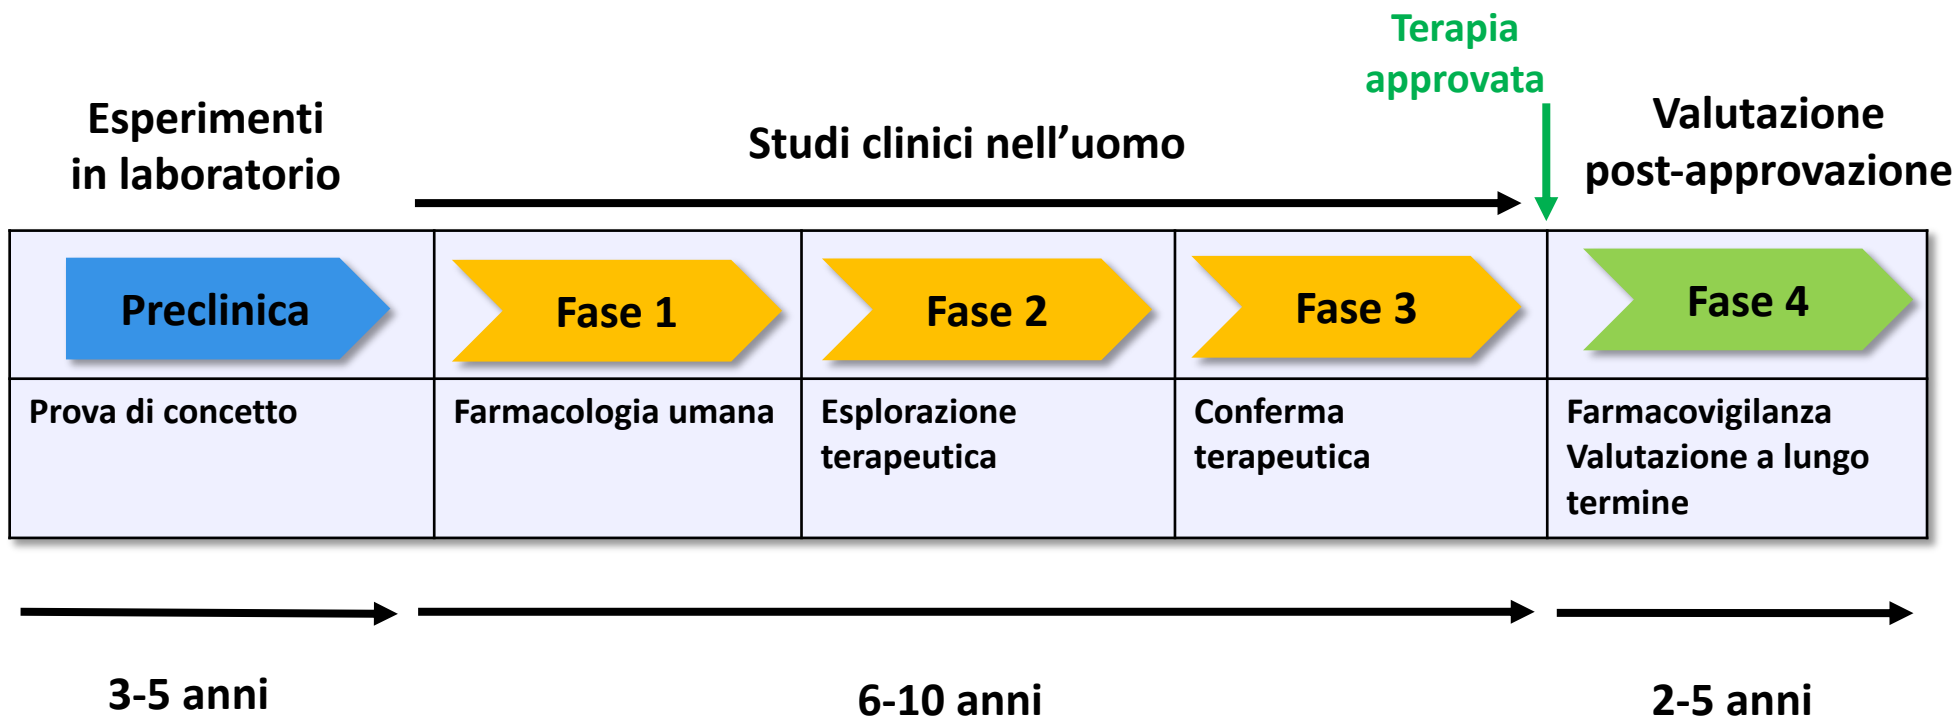 Terapia
approvata
Esperimenti
in laboratorio
Studi clinici nell’uomo
Valutazione
post-approvazione
Preclinica
Fase 1
Fase 2
Fase 3
Fase 4
Prova di concetto
Farmacologia umana
Esplorazione
terapeutica
Conferma
terapeutica
Farmacovigilanza
Valutazione a lungo
termine
3-5 anni
6-10 anni
2-5 anni